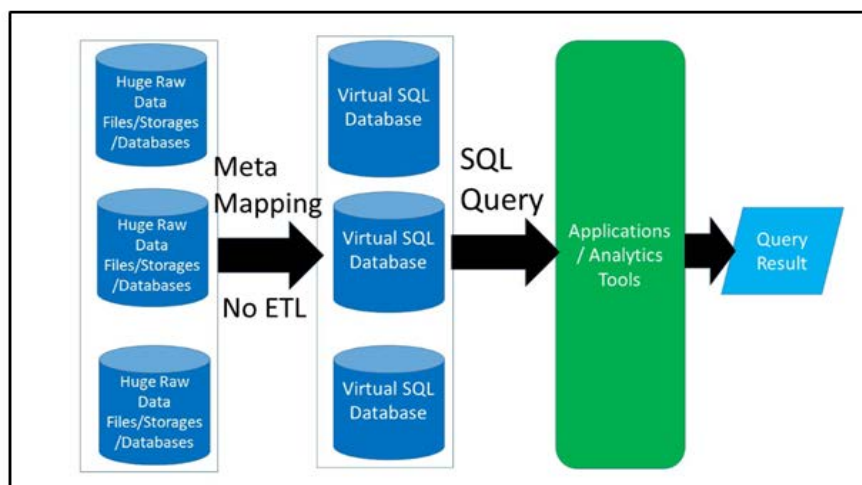 Huge Raw
Data
Files/Storages
/Databases
Huge Raw
Data
Files/Storages
/Databases
Huge Raw
Data
Files/Storages
/Databases
Meta
Mapping
No ETL
Virtual SQL
Database
Virtual SQL
Database
Virtual SQL
Database
SQL
Query
Applications
/ Analytics
Tools
Query
Result